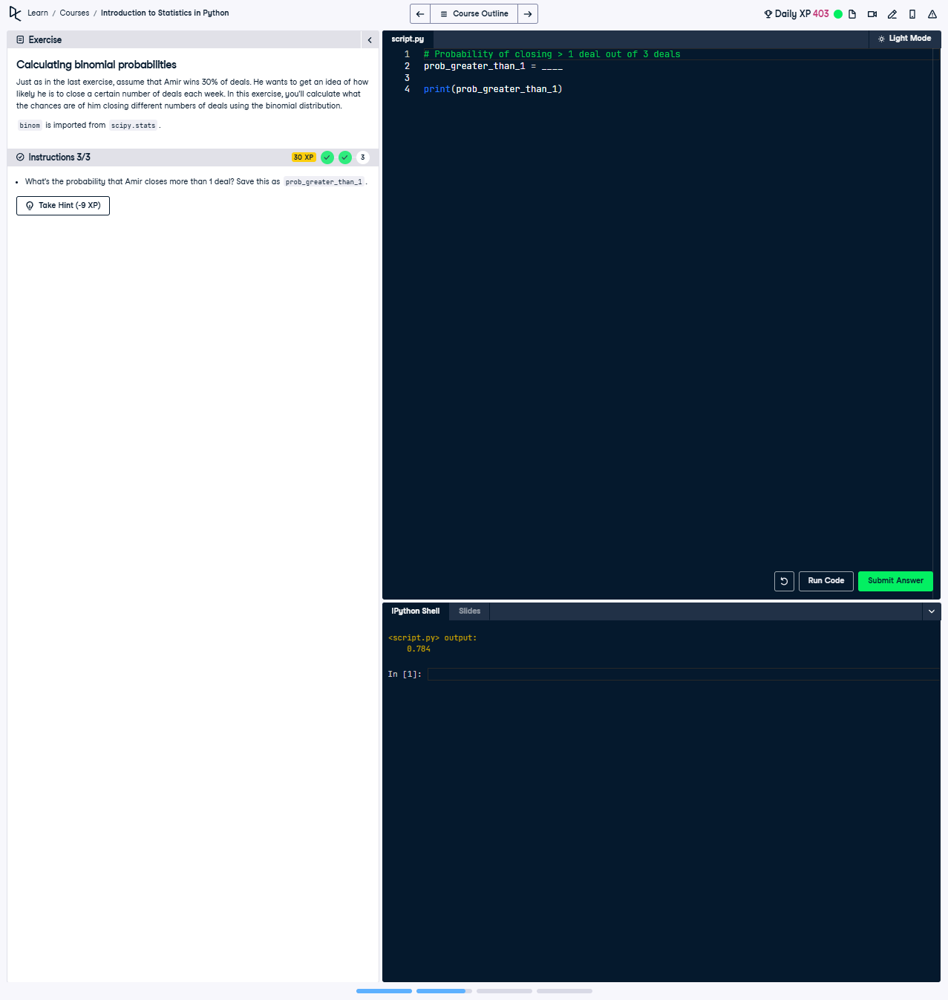 Learn / Courses / Introduction to Statistics in Python
Course Outline
Daily XP 403
Exercise
Calculating binomial probabilities
Just as in the last exercise, assume that Amir wins 30% of deals. He wants to get an idea of how
likely he is to close a certain number of deals each week. In this exercise, you'll calculate what
the chances are of him closing different numbers of deals using the binomial distribution.
binom is imported from scipy.stats.
Instructions 3/3
30 XP
3
What's the probability that Amir closes more than 1 deal? Save this as prob_greater_than_1.
Take Hint (-9 XP)
script.py
Light Mode
1 # Probability of closing > 1 deal out of 3 deals
2 prob_greater_than_1 = ____
3
4 print(prob_greater_than_1)
Run Code
Submit Answer
IPython Shell
Slides
<script.py> output:
0.784
In [1]: